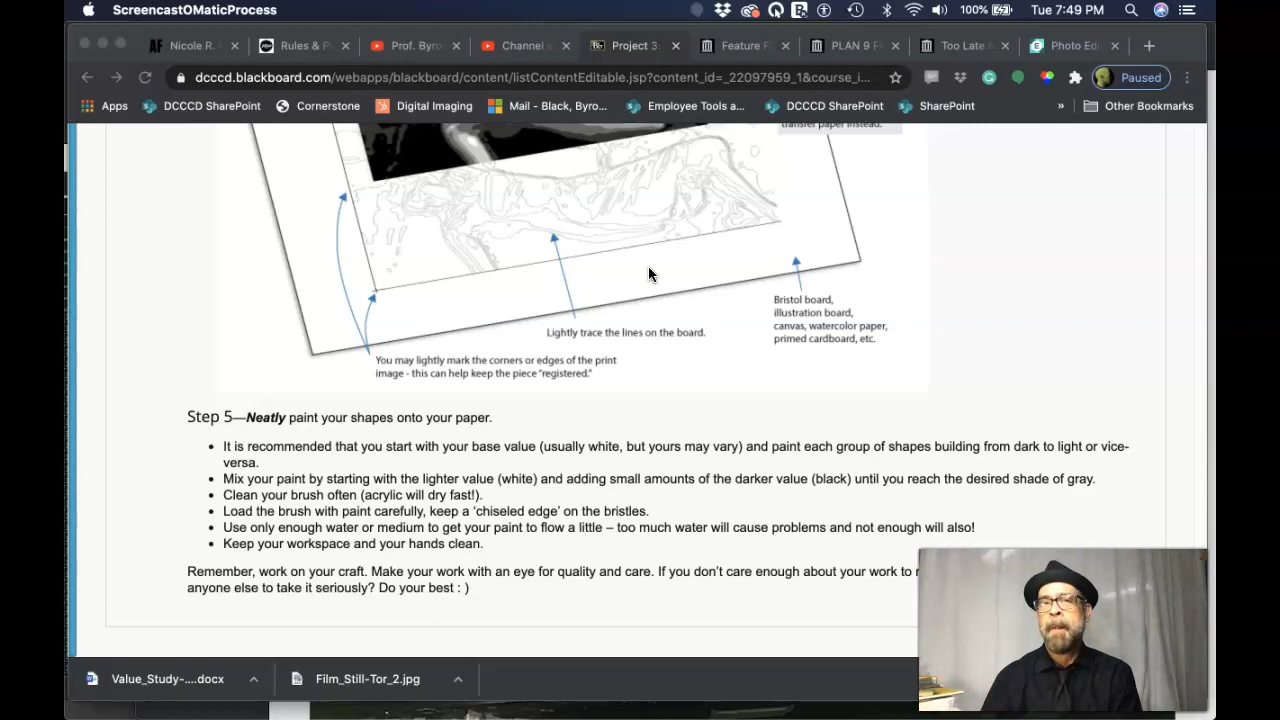 ScreencastOMaticProcess
100%
Tue 7:49 PM
Nicole R.
Rules & P
Prof. Byro
Channel v
Project 3:
Feature F
PLAN 9 F
Too Late
Photo Edi
dcccd.blackboard.com/webapps/blackboard/content/listContentEditable.jsp?content_id=_22097959_1&course_i...
Paused
Apps
DCCCD SharePoint
Cornerstone
Digital Imaging
Mail - Black, Byro...
Employee Tools a...
DCCCD SharePoint
SharePoint
»
Other Bookmarks
transfer paper instead.
Bristol board,
illustration board,
canvas, watercolor paper,
primed cardboard, etc.
Lightly trace the lines on the board.
You may lightly mark the corners or edges of the print
image - this can help keep the piece "registered."
Step 5—Neatly paint your shapes onto your paper.
• It is recommended that you start with your base value (usually white, but yours may vary) and paint each group of shapes building from dark to light or vice-
versa.
• Mix your paint by starting with the lighter value (white) and adding small amounts of the darker value (black) until you reach the desired shade of gray.
• Clean your brush often (acrylic will dry fast!).
• Load the brush with paint carefully, keep a ‘chiseled edge’ on the bristles.
• Use only enough water or medium to get your paint to flow a little – too much water will cause problems and not enough will also!
• Keep your workspace and your hands clean.
Remember, work on your craft. Make your work with an eye for quality and care. If you don’t care enough about your work to
anyone else to take it seriously? Do your best : )
Value_Study-....docx
Film_Still-Tor_2.jpg